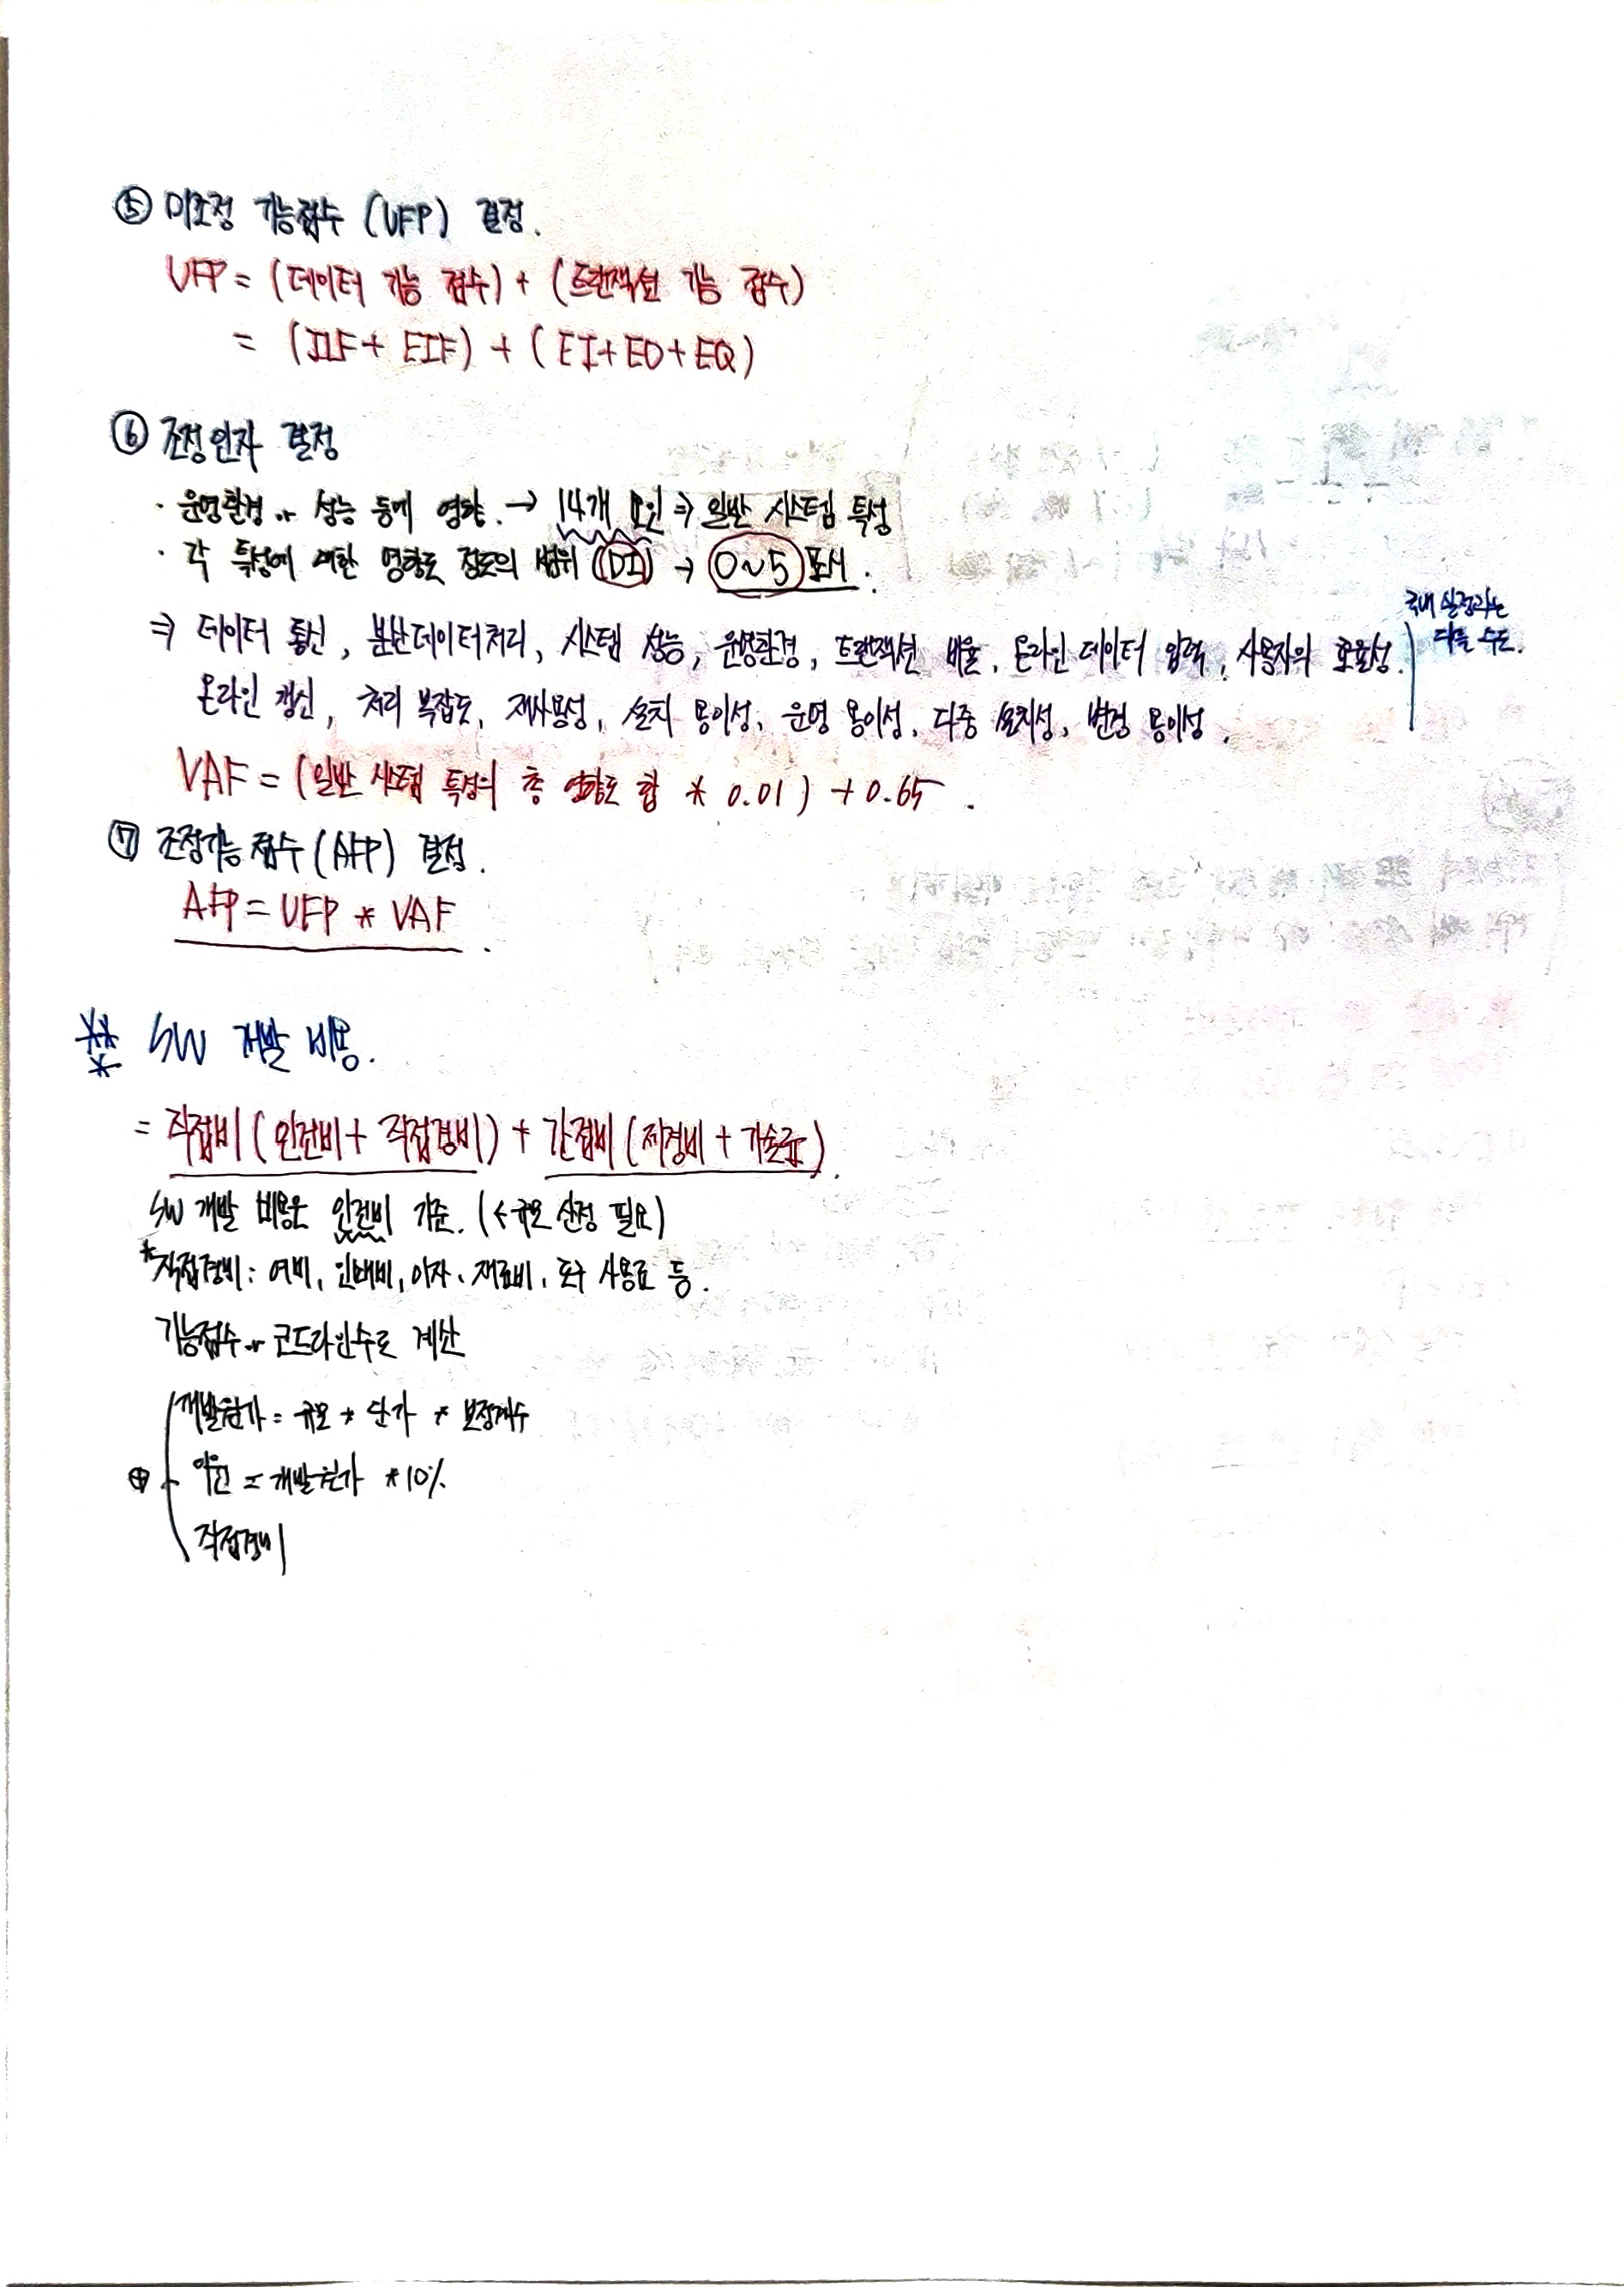 ⑤ 미조정 기능점수 (UFP) 결정.
UFP = (데이터 기능 점수) + (트랜잭션 기능 점수)
= (ILF + EIF) + (EI+EO+EQ)
⑥ 조정인자 결정
· 운영환경 or 성능 등에 영향. → 14개 요인 ⇒ 일반 시스템 특성
· 각 특성에 대한 영향도 정도의 범위 (DI) → 0~5 표시.
⇒ 데이터 통신, 분산데이터처리, 시스템 성능, 운영환경, 트랜잭션 비율, 온라인 데이터 입력, 사용자의 효율성.
국내 실정과는
다를 수도.
온라인 갱신, 처리 복잡도, 재사용성, 설치 용이성, 운영 용이성, 다중 설치성, 변경 용이성.
VAF = (일반 시스템 특성의 총 영향도 합 * 0.01) + 0.65.
⑦ 조정기능 점수 (AFP) 결정.
AFP = UFP * VAF.
*** SW 개발 비용.
= 직접비 (인건비 + 직접경비) + 간접비 (제경비 + 기술료).
SW 개발 비용은 인건비 기준. (← 규모 산정 필요)
* 직접경비: 여비, 임대비, 이자, 재료비, 도구 사용료 등.
기능점수 or 코드라인수로 계산
개발원가 = 규모 * 단가 * 보정계수
⊕ 이윤 = 개발원가 * 10%
직접경비